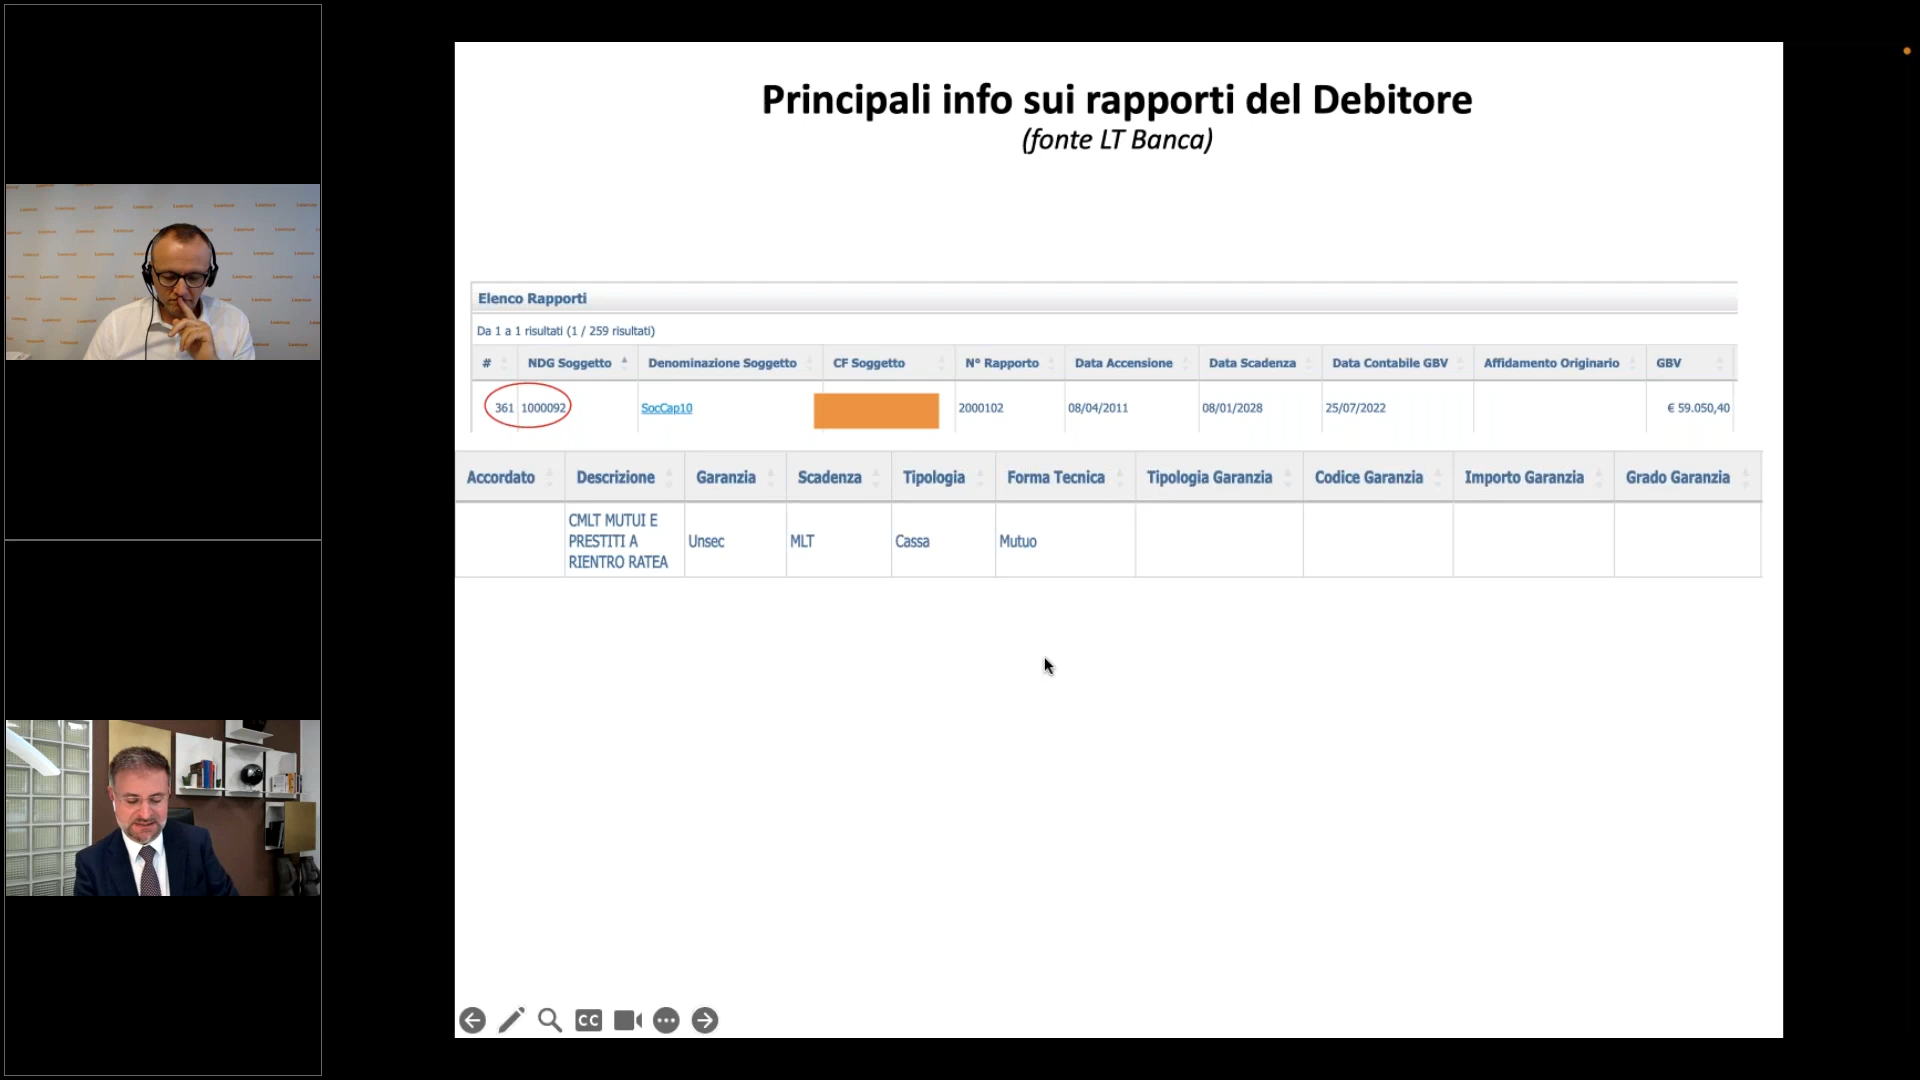 Principali info sui rapporti del Debitore
(fonte LT Banca)
Elenco Rapporti
Da 1 a 1 risultati (1 / 259 risultati)
# NDG Soggetto Denominazione Soggetto CF Soggetto N° Rapporto Data Accensione Data Scadenza Data Contabile GBV Affidamento Originario GBV
361 1000092 SocCap10 2000102 08/04/2011 08/01/2028 25/07/2022 € 59.050,40
Accordato Descrizione Garanzia Scadenza Tipologia Forma Tecnica Tipologia Garanzia Codice Garanzia Importo Garanzia Grado Garanzia
CMLT MUTUI E
PRESTITI A
RIENTRO RATEA
Unsec MLT Cassa Mutuo
CC